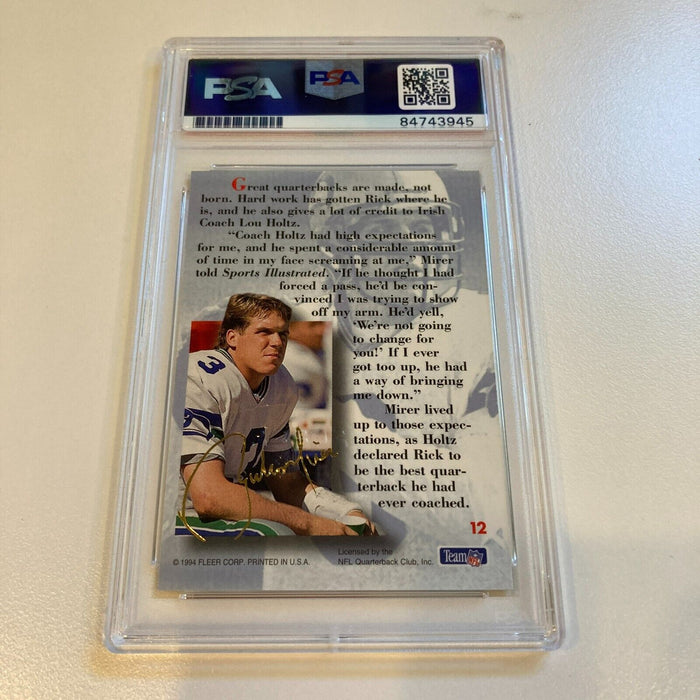 PSA PSA
84743945
Great quarterbacks are made, not
born. Hard work has gotten Rick where he
is, and he also gives a lot of credit to Irish
Coach Lou Holtz.
"Coach Holtz had high expectations
for me, and he spent a considerable amount
of time in my face screaming at me," Mirer
told Sports Illustrated. "If he thought I had
forced a pass, he'd be con-
vinced I was trying to show
off my arm. He'd yell,
'We're not going
to change for
you!' If I ever
got too up, he had
a way of bringing
me down."
Mirer lived
up to those expec-
tations, as Holtz
declared Rick to
be the best quar-
terback he had
ever coached.
3
3
12
© 1994 FLEER CORP. PRINTED IN U.S.A.
Licensed by the
NFL Quarterback Club, Inc.
Team NFL